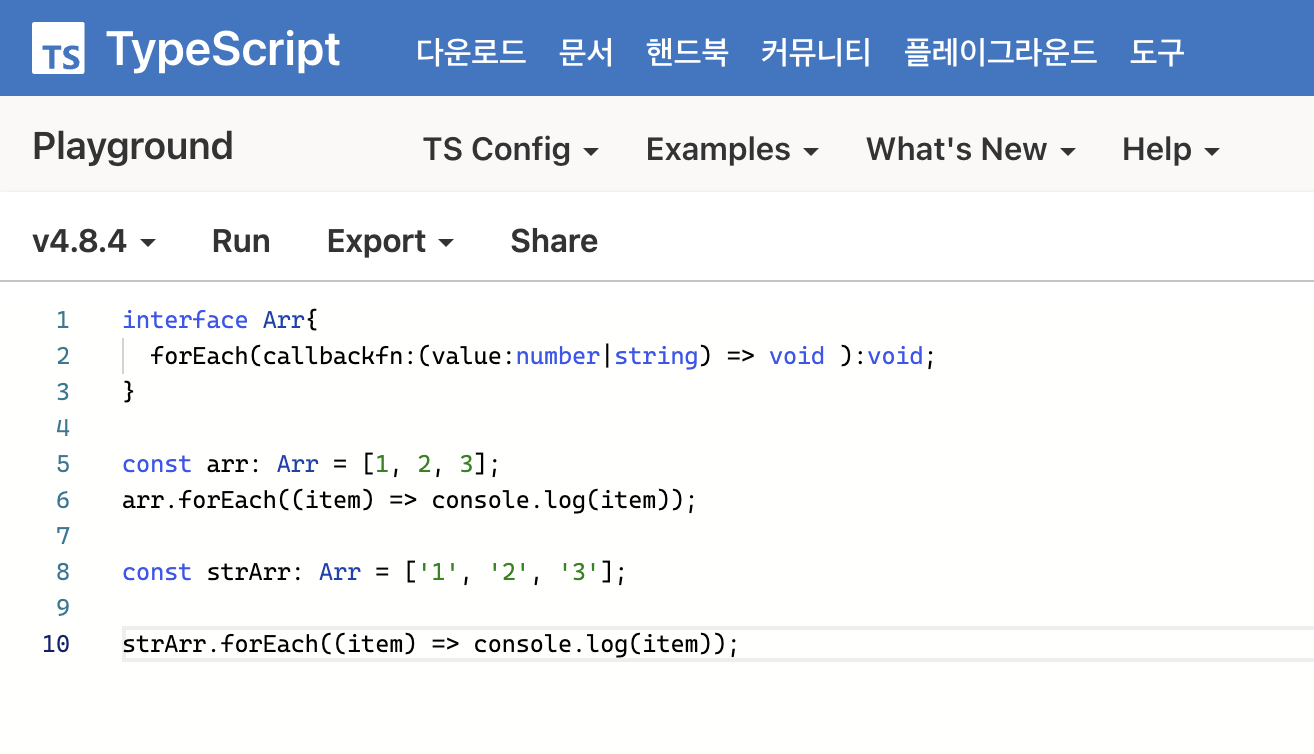 TS TypeScript 다운로드 문서 핸드북 커뮤니티 플레이그라운드 도구
Playground TS Config Examples What's New Help
v4.8.4 Run Export Share
1 interface Arr{
2 forEach(callbackfn:(value:number|string) => void ):void;
3 }
4
5 const arr: Arr = [1, 2, 3];
6 arr.forEach((item) => console.log(item));
7
8 const strArr: Arr = ['1', '2', '3'];
9
10 strArr.forEach((item) => console.log(item));